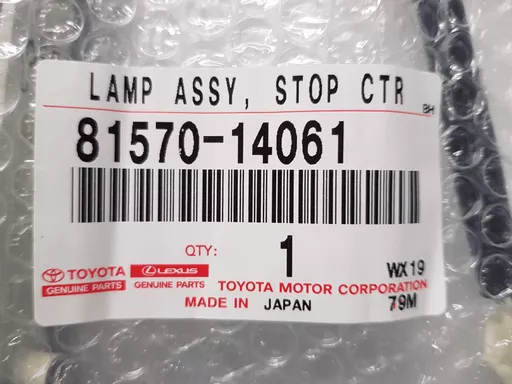 LAMP ASSY, STOP CTR
BH
81570-14061
QTY: 1
WX19
TOYOTA LEXUS TOYOTA MOTOR CORPORATION
GENUINE PARTS GENUINE PARTS
79M
MADE IN JAPAN